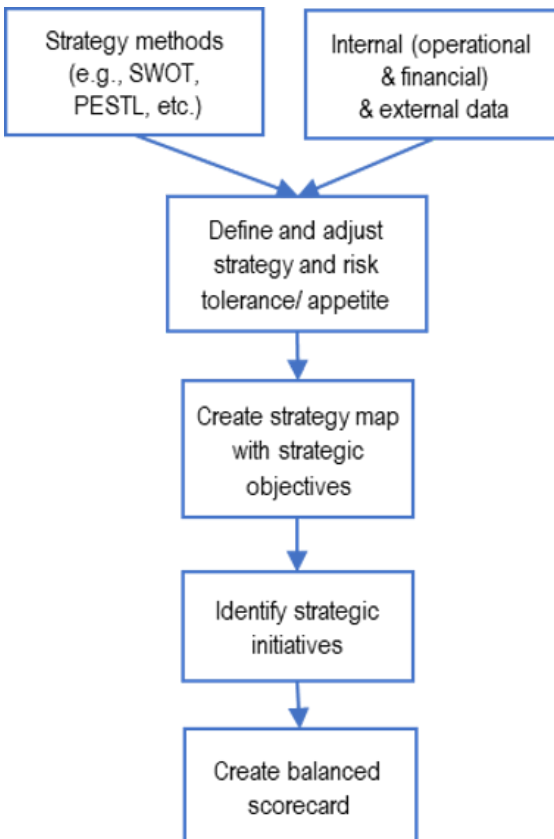 Strategy methods
(e.g., SWOT,
PESTL, etc.)
Internal (operational
& financial)
& external data
Define and adjust
strategy and risk
tolerance/ appetite
Create strategy map
with strategic
objectives
Identify strategic
initiatives
Create balanced
scorecard